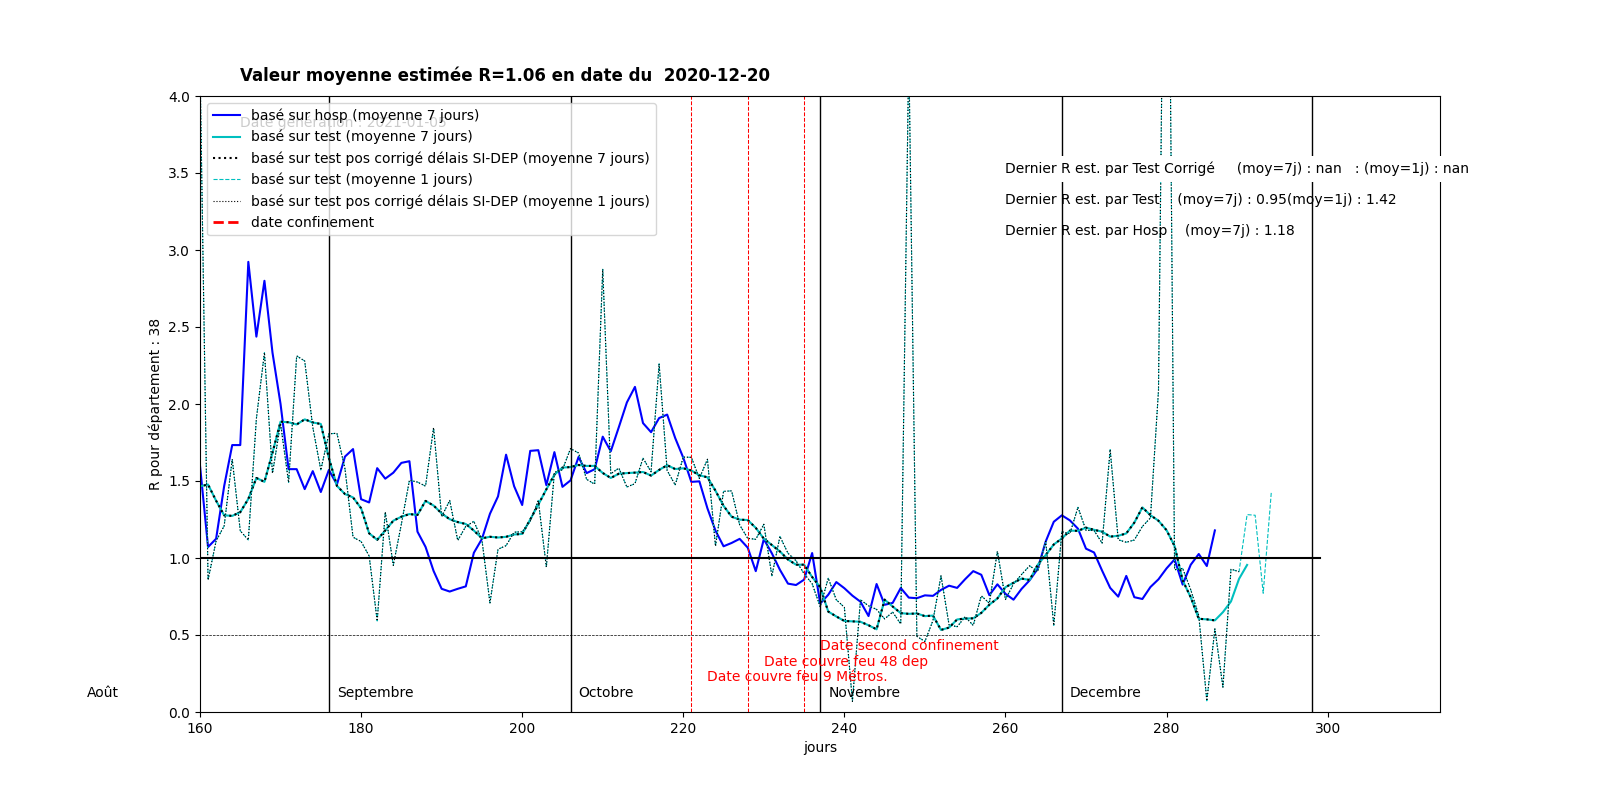 Valeur moyenne estimée R=1.06 en date du  2020-12-20
Date génération : 2021-01-05
basé sur hosp (moyenne 7 jours)
basé sur test (moyenne 7 jours)
basé sur test pos corrigé délais SI-DEP (moyenne 7 jours)
basé sur test (moyenne 1 jours)
basé sur test pos corrigé délais SI-DEP (moyenne 1 jours)
date confinement
Dernier R est. par Test Corrigé     (moy=7j) : nan   : (moy=1j) : nan
Dernier R est. par Test    (moy=7j) : 0.95(moy=1j) : 1.42
Dernier R est. par Hosp    (moy=7j) : 1.18
4.0
3.5
3.0
2.5
2.0
1.5
1.0
0.5
0.0
R pour département : 38
Date second confinement
Date couvre feu 48 dep
Date couvre feu 9 Métros.
Août
Septembre
Octobre
Novembre
Decembre
160
180
200
220
240
260
280
300
jours